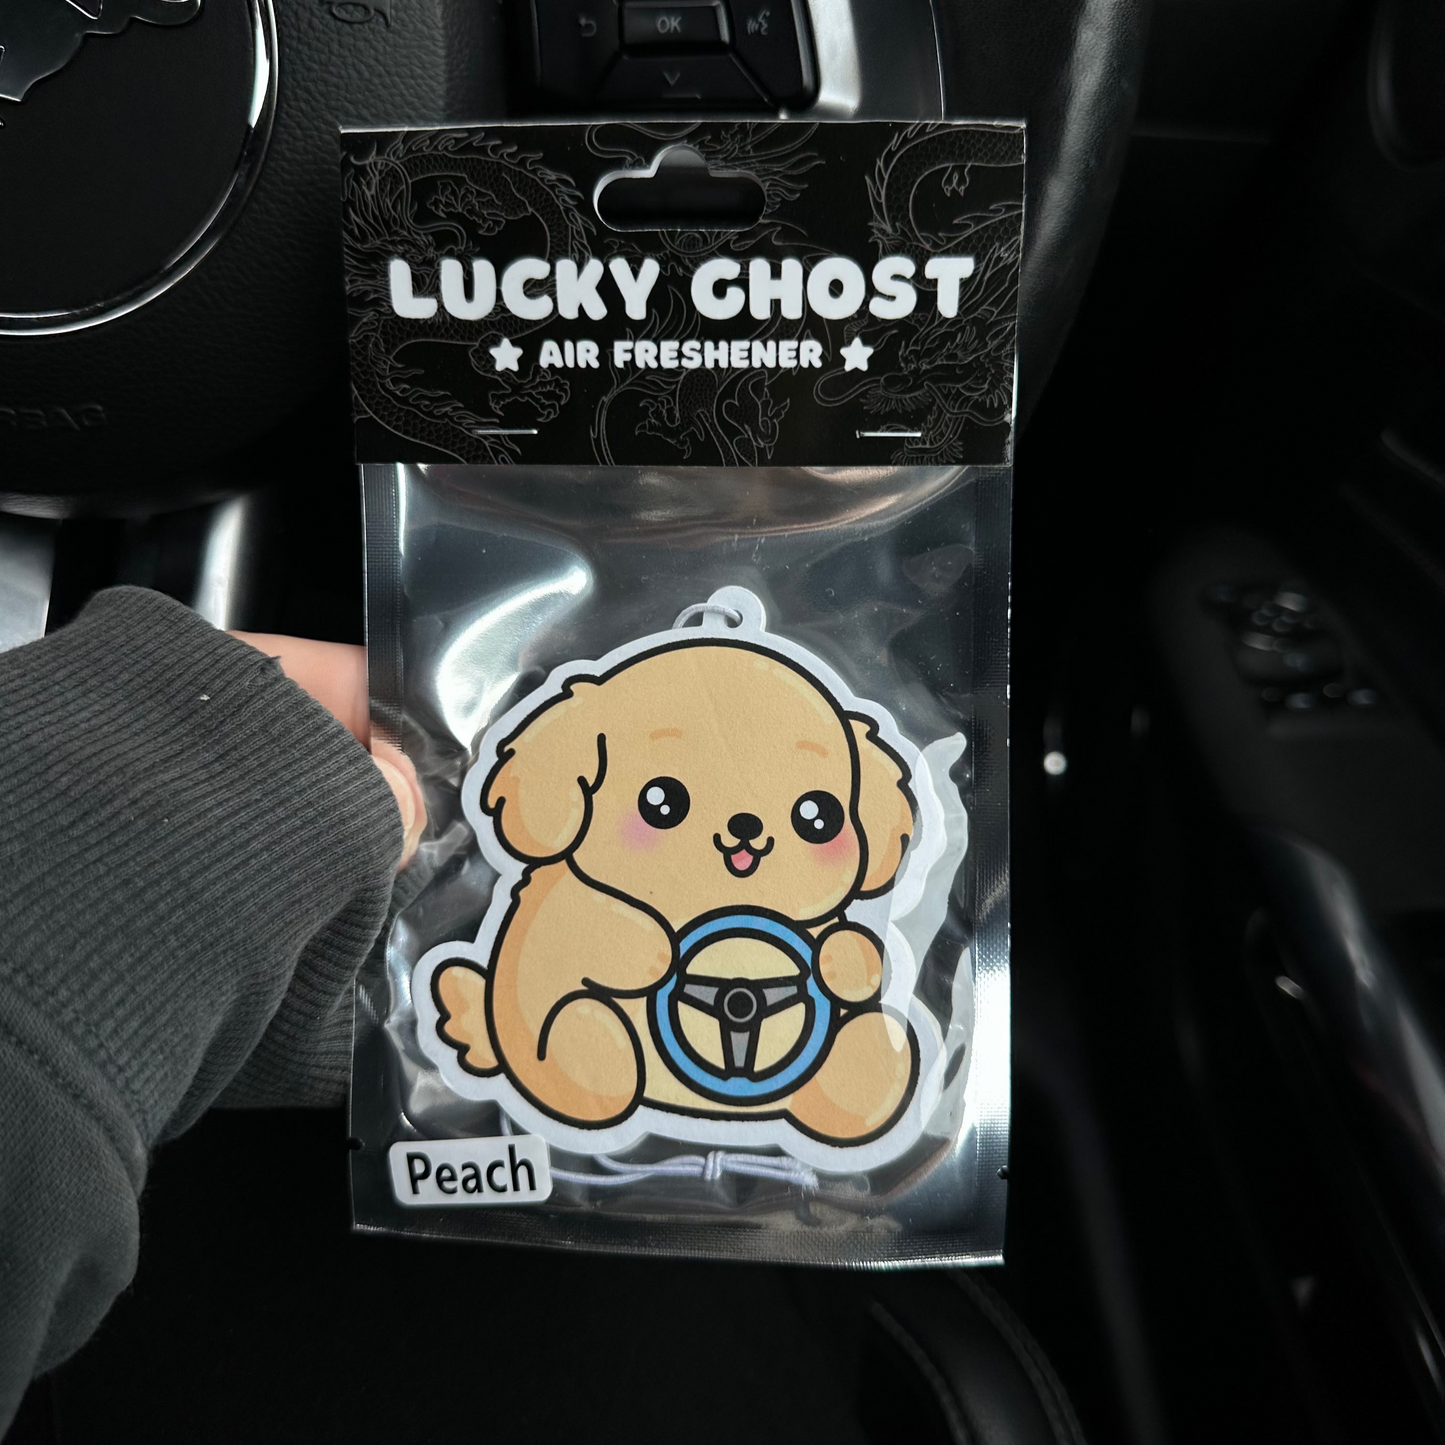 OK
LUCKY GHOST
★ AIR FRESHENER ★
Peach